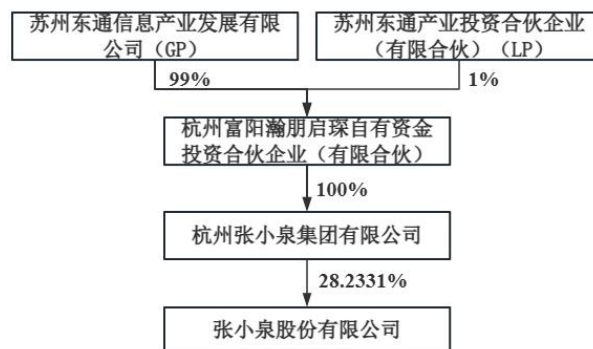 苏州东通信息产业发展有限
公司（GP）
苏州东通产业投资合伙企业
（有限合伙）（LP）
99%
1%
杭州富阳瀚朋启琛自有资金
投资合伙企业（有限合伙）
100%
杭州张小泉集团有限公司
28.2331%
张小泉股份有限公司